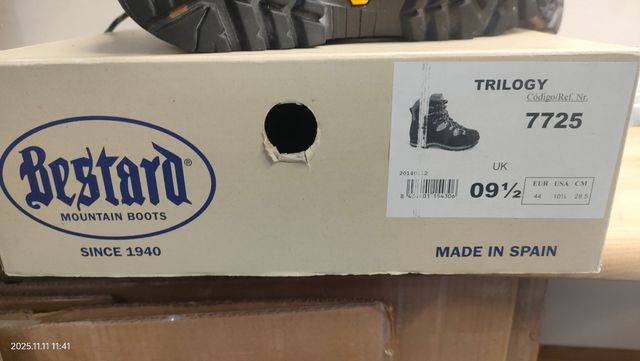 Bestard®
MOUNTAIN BOOTS
SINCE 1940
TRILOGY
Código/Ref. Nr.
7725
UK
09½
EUR USA CM
44 10½ 28,5
MADE IN SPAIN
2025.11.11 11:41